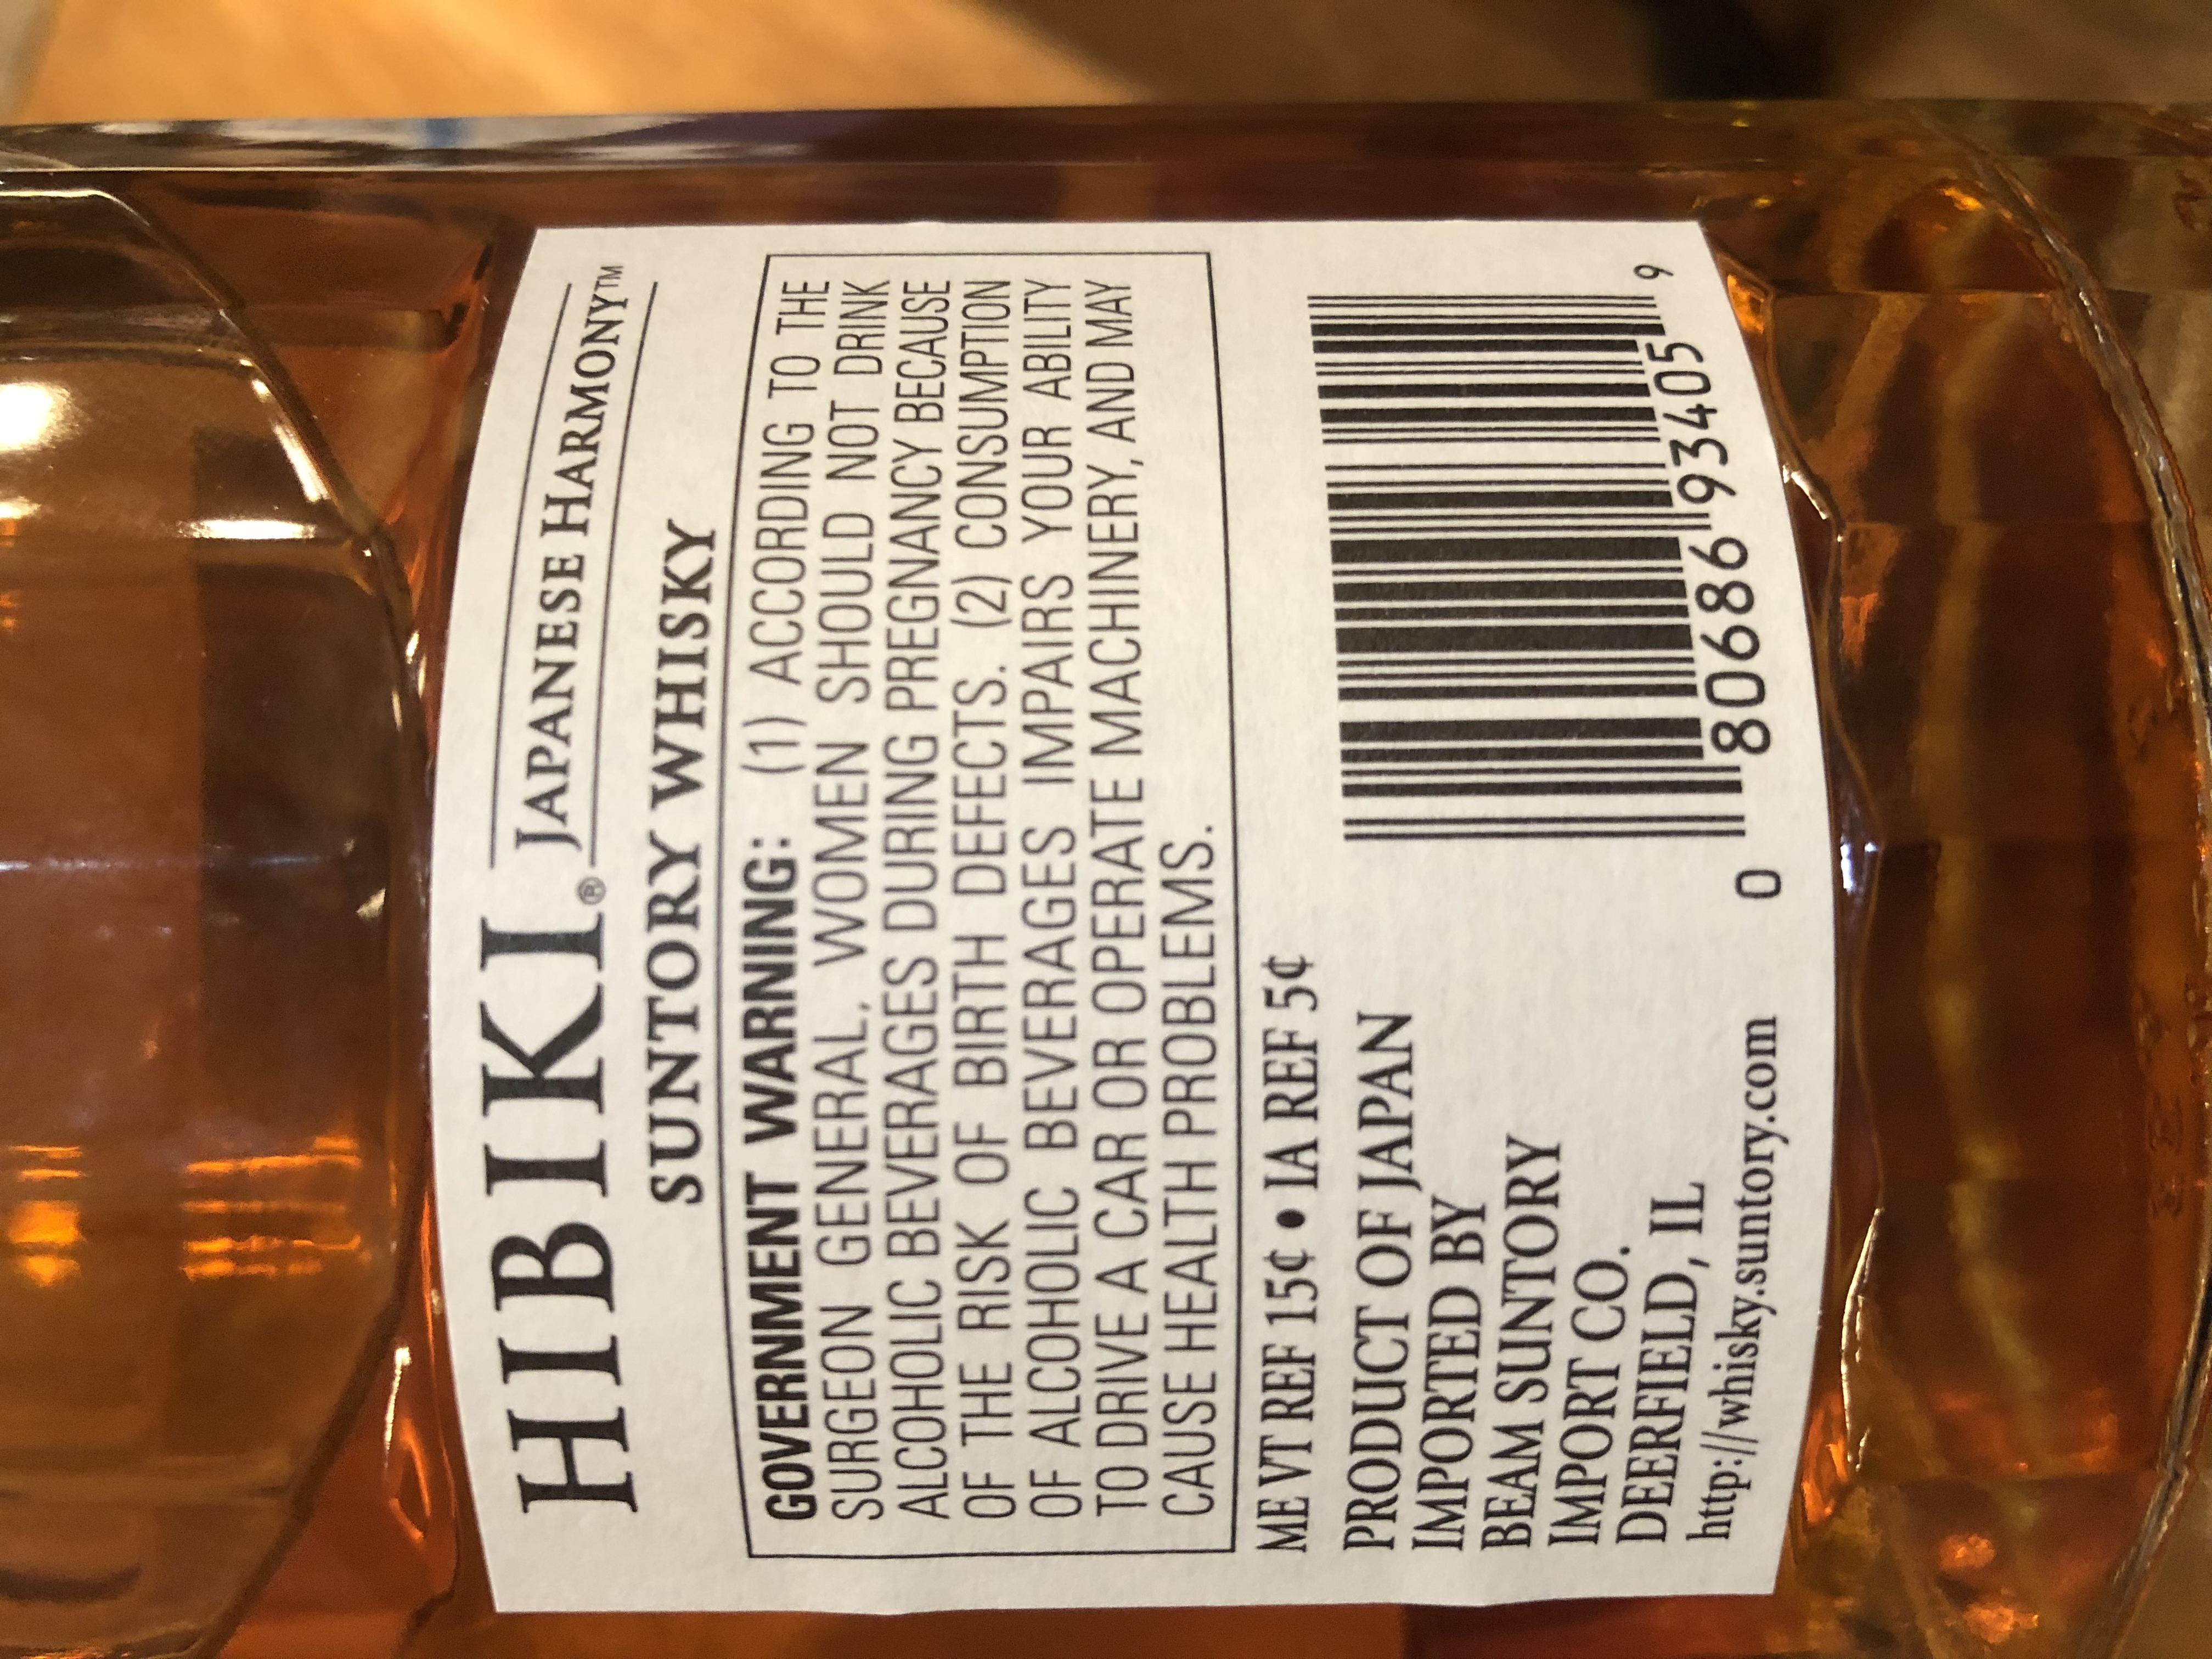 HIBIKI® JAPANESE HARMONY™
SUNTORY WHISKY
GOVERNMENT WARNING: (1) ACCORDING TO THE
SURGEON GENERAL, WOMEN SHOULD NOT DRINK
ALCOHOLIC BEVERAGES DURING PREGNANCY BECAUSE
OF THE RISK OF BIRTH DEFECTS. (2) CONSUMPTION
OF ALCOHOLIC BEVERAGES IMPAIRS YOUR ABILITY
TO DRIVE A CAR OR OPERATE MACHINERY, AND MAY
CAUSE HEALTH PROBLEMS.
ME VT REF 15¢ • IA REF 5¢
PRODUCT OF JAPAN
IMPORTED BY
BEAM SUNTORY
IMPORT CO.
DEERFIELD, IL
http://whisky.suntory.com
0 80686 93405 9